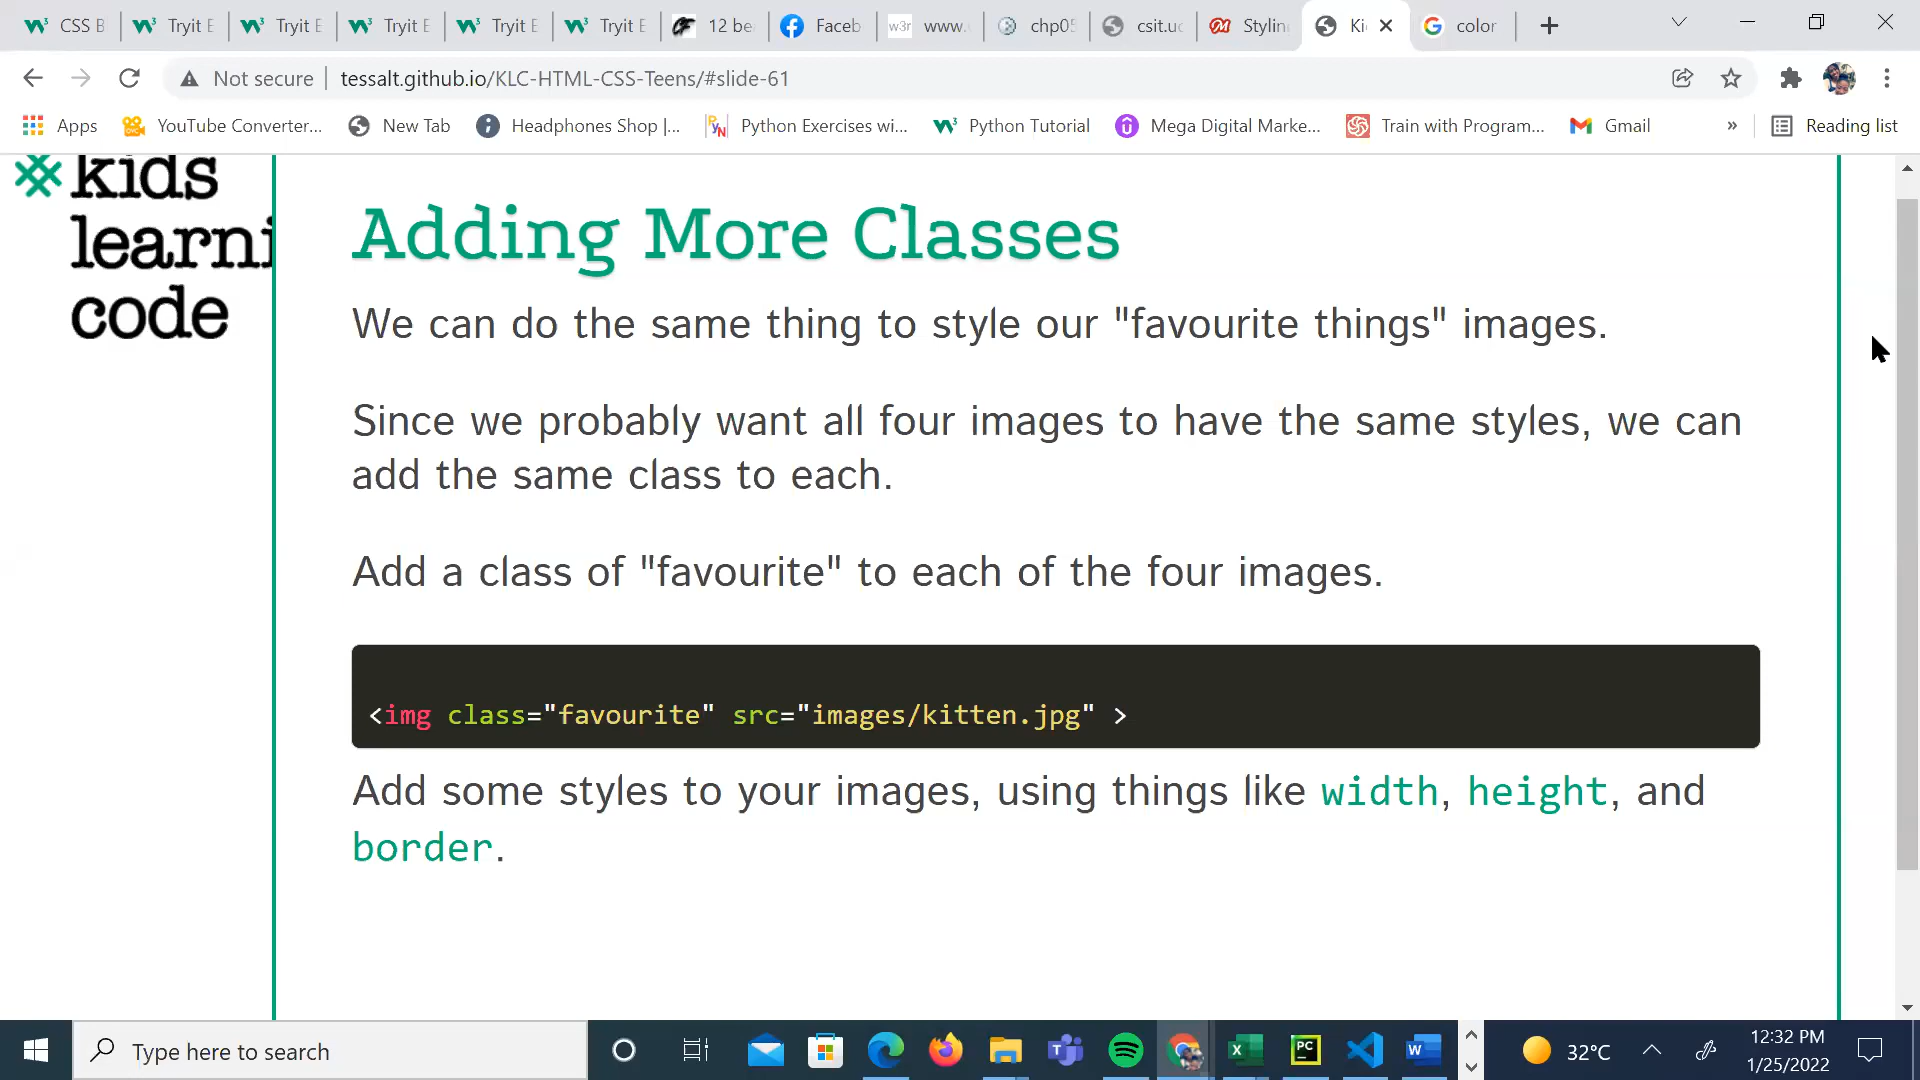 CSS B
Tryit E
Tryit E
Tryit E
Tryit E
Tryit E
12 be
Faceb
w3r
www.
chp05
csit.uc
Stylin
Ki
color
Not secure
tessalt.github.io/KLC-HTML-CSS-Teens/#slide-61
Apps
YouTube Converter...
New Tab
Headphones Shop |...
Python Exercises wi...
Python Tutorial
Mega Digital Marke...
Train with Program...
Gmail
»
Reading list
kids
learni
code
Adding More Classes
We can do the same thing to style our "favourite things" images.
Since we probably want all four images to have the same styles, we can
add the same class to each.
Add a class of "favourite" to each of the four images.
<img class="favourite" src="images/kitten.jpg" >
Add some styles to your images, using things like width, height, and
border.
Type here to search
32°C
12:32 PM
1/25/2022